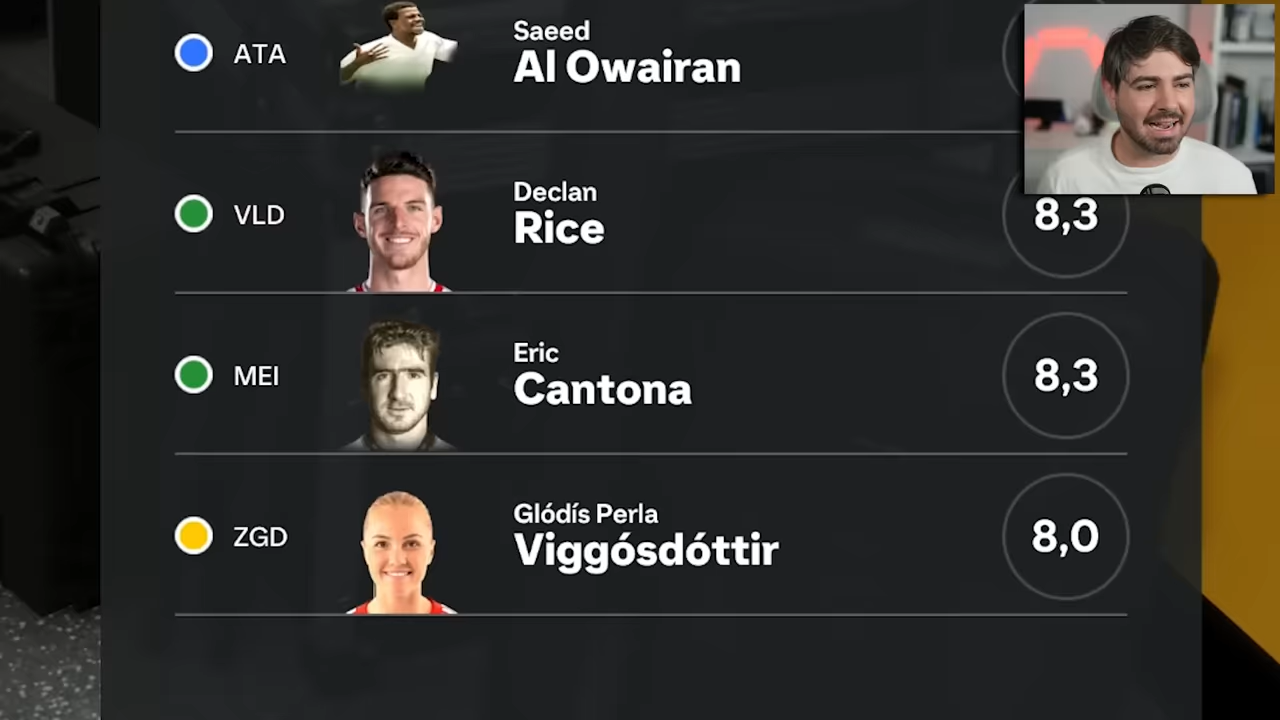 ATA
Saeed
Al Owairan
VLD
Declan
Rice
8,3
MEI
Eric
Cantona
8,3
ZGD
Glódís Perla
Viggósdóttir
8,0